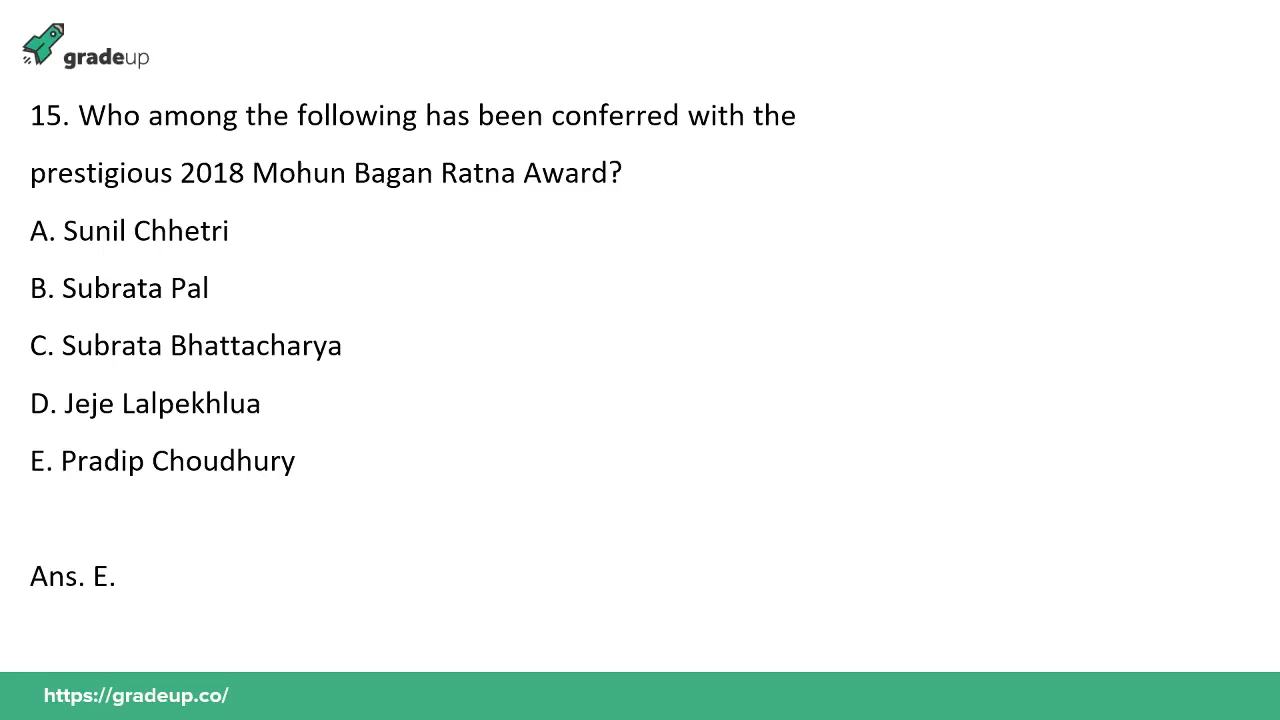 gradeup
15. Who among the following has been conferred with the
prestigious 2018 Mohun Bagan Ratna Award?
A. Sunil Chhetri
B. Subrata Pal
C. Subrata Bhattacharya
D. Jeje Lalpekhlua
E. Pradip Choudhury
Ans. E.
https://gradeup.co/